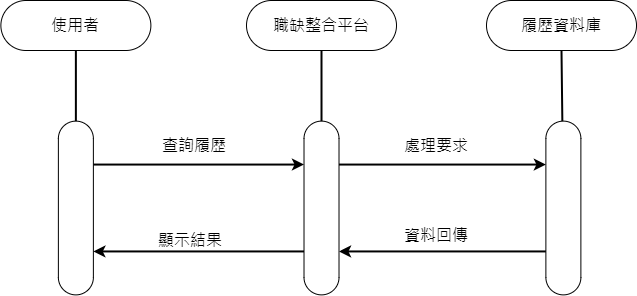 使用者
職缺整合平台
履歷資料庫
查詢履歷
處理要求
顯示結果
資料回傳